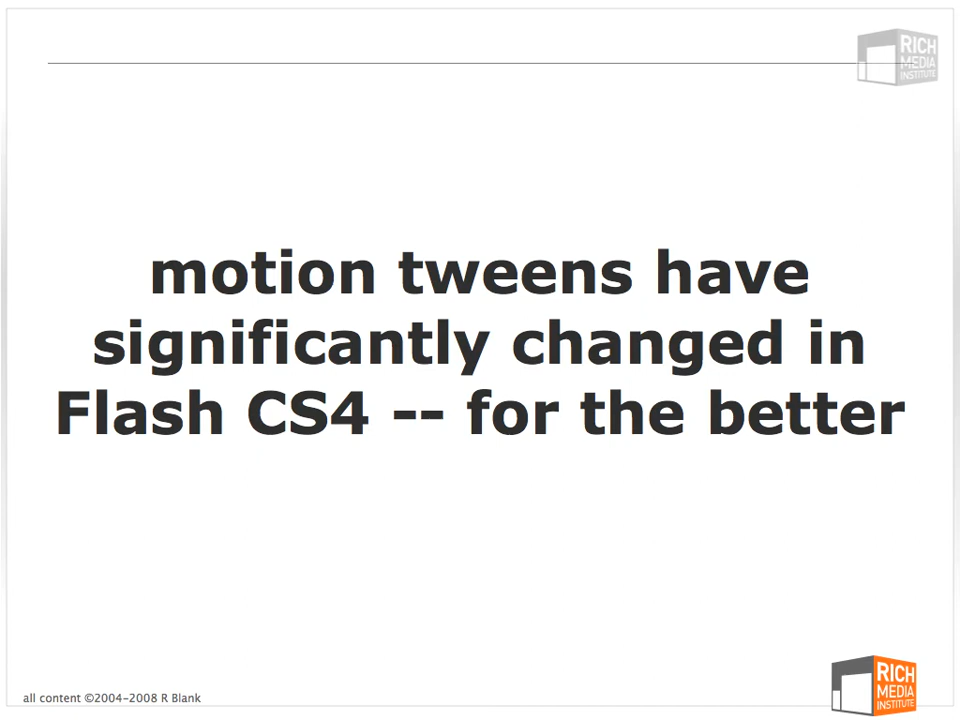 RICH
MEDIA
INSTITUTE
motion tweens have
significantly changed in
Flash CS4 -- for the better
all content ©2004-2008 R Blank
RICH
MEDIA
INSTITUTE